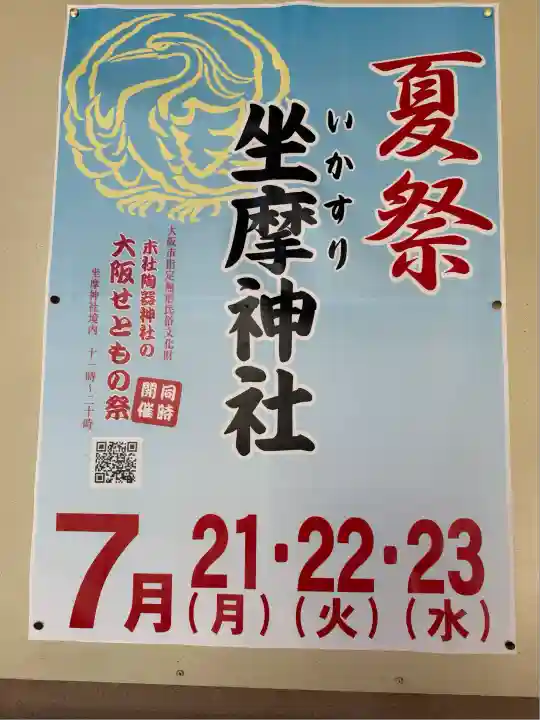 夏祭
いかすり
坐摩神社
大阪市指定無形民俗文化財
末社陶器神社の
大阪せともの祭
同時
開催
坐摩神社境内 十一時～二十時
7月 21・22・23
(月) (火) (水)